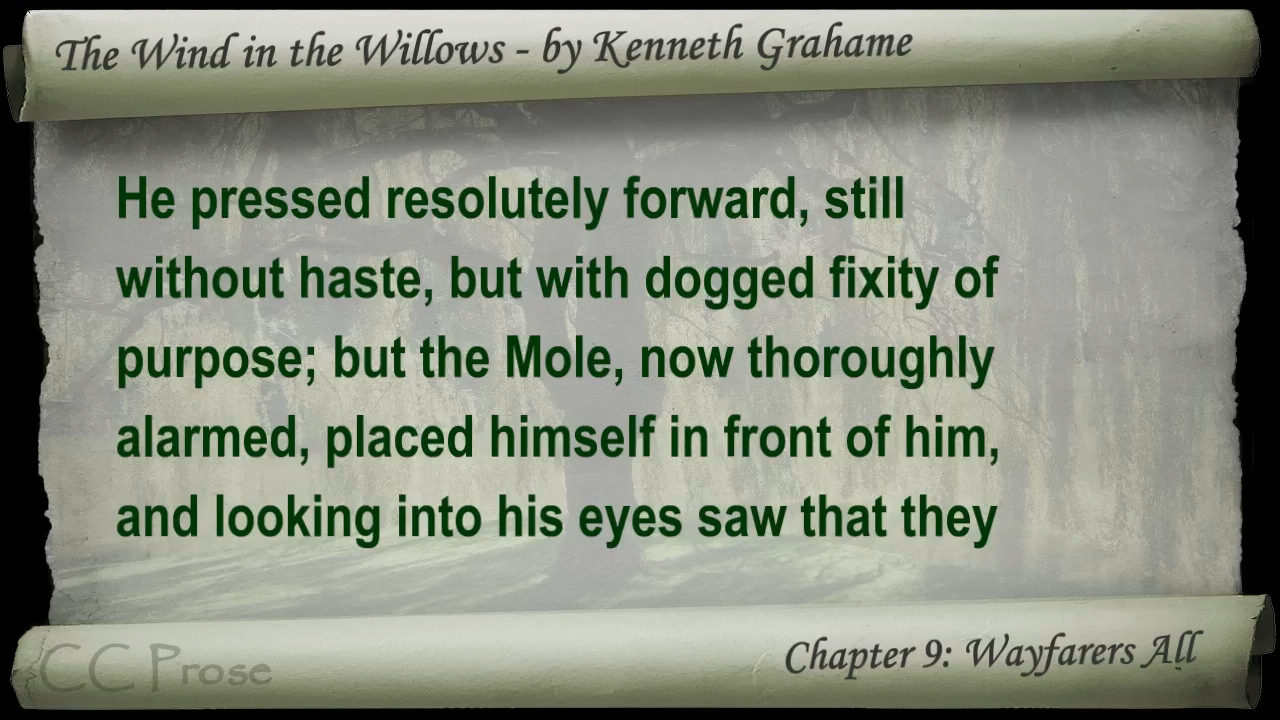 The Wind in the Willows - by Kenneth Grahame
He pressed resolutely forward, still
without haste, but with dogged fixity of
purpose; but the Mole, now thoroughly
alarmed, placed himself in front of him,
and looking into his eyes saw that they
CC Prose
Chapter 9: Wayfarers All